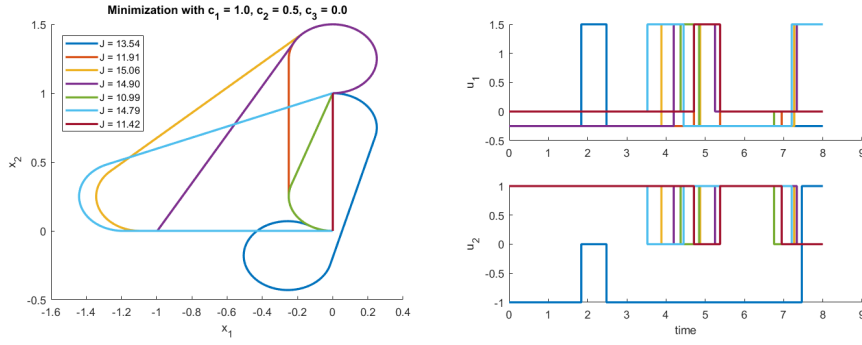 Minimization with c1 = 1.0, c2 = 0.5, c3 = 0.0
1.5
1
0.5
0
-0.5
x2
J = 13.54
J = 11.91
J = 15.06
J = 14.90
J = 10.99
J = 14.79
J = 11.42
-1.6 -1.4 -1.2 -1 -0.8 -0.6 -0.4 -0.2 0 0.2 0.4
x1
1.5
1
0.5
0
-0.5
u1
0 1 2 3 4 5 6 7 8 9
1
0.5
0
-0.5
-1
u2
0 1 2 3 4 5 6 7 8 9
time